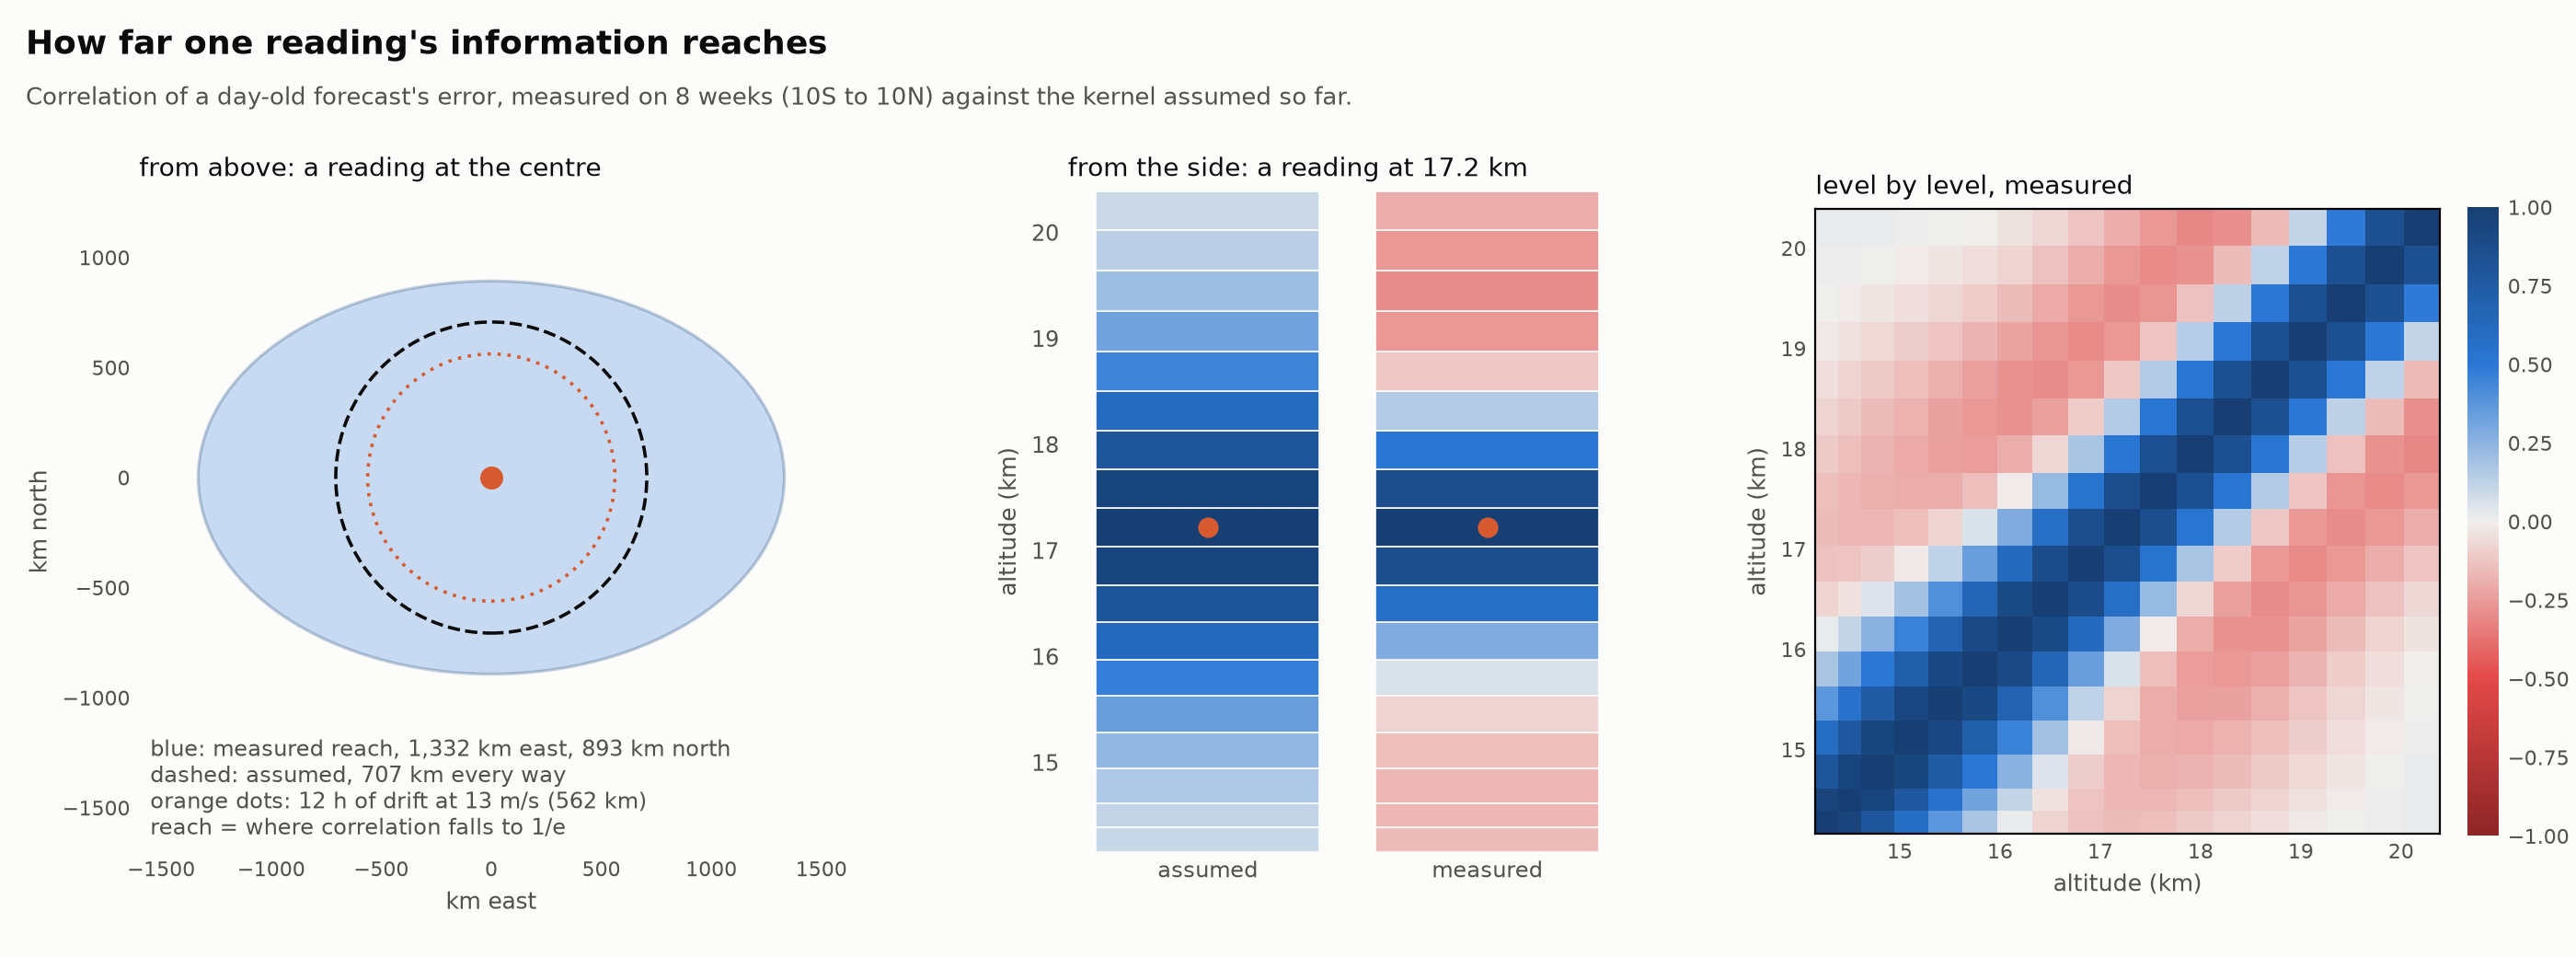 How far one reading's information reaches
Correlation of a day-old forecast's error, measured on 8 weeks (10S to 10N) against the kernel assumed so far.
from above: a reading at the centre
1000
500
0
−500
−1000
−1500
km north
blue: measured reach, 1,332 km east, 893 km north
dashed: assumed, 707 km every way
orange dots: 12 h of drift at 13 m/s (562 km)
reach = where correlation falls to 1/e
−1500 −1000 −500 0 500 1000 1500
km east
from the side: a reading at 17.2 km
20
19
18
17
16
15
altitude (km)
assumed measured
level by level, measured
20
19
18
17
16
15
altitude (km)
15 16 17 18 19 20
altitude (km)
1.00
0.75
0.50
0.25
0.00
−0.25
−0.50
−0.75
−1.00